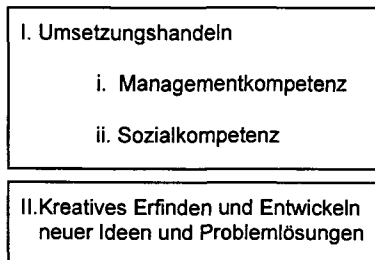 I. Umsetzungshandeln
i. Managementkompetenz
ii. Sozialkompetenz
II.Kreatives Erfinden und Entwickeln
neuer Ideen und Problemlösungen